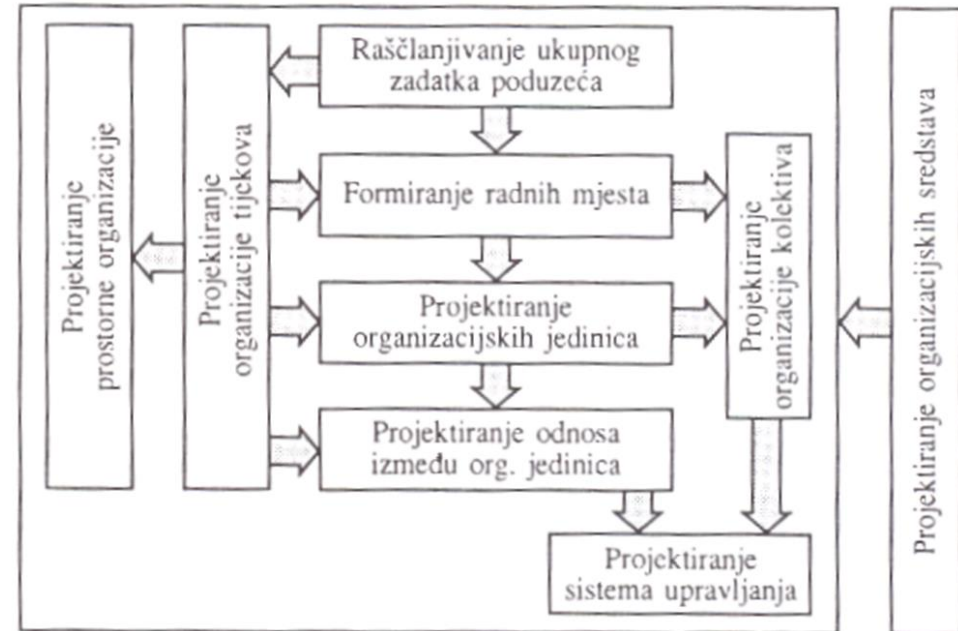 Projektiranje
prostorne organizacije
Projektiranje
organizacije tijekova
Raščlanjivanje ukupnog
zadatka poduzeća
Formiranje radnih mjesta
Projektiranje
organizacijskih jedinica
Projektiranje odnosa
između org. jedinica
Projektiranje
organizacije kolektiva
Projektiranje
sistema upravljanja
Projektiranje organizacijskih sredstava